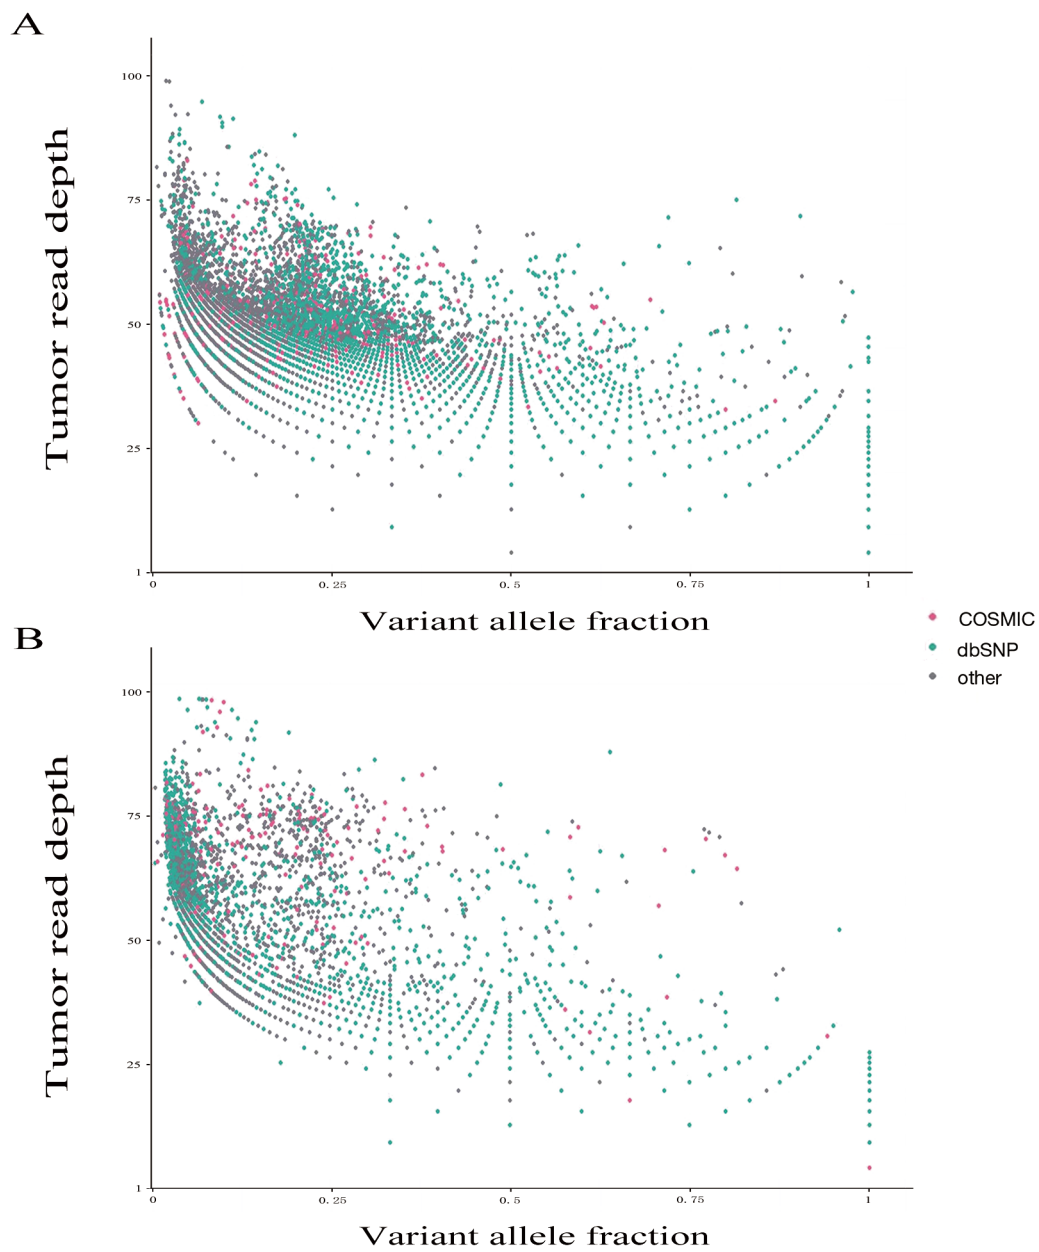 A
Tumor read depth
100
75
50
25
1
0
0. 25
0. 5
0. 75
1
Variant allele fraction
COSMIC
dbSNP
other
B
Tumor read depth
100
75
50
25
1
0
0. 25
0. 5
0. 75
1
Variant allele fraction